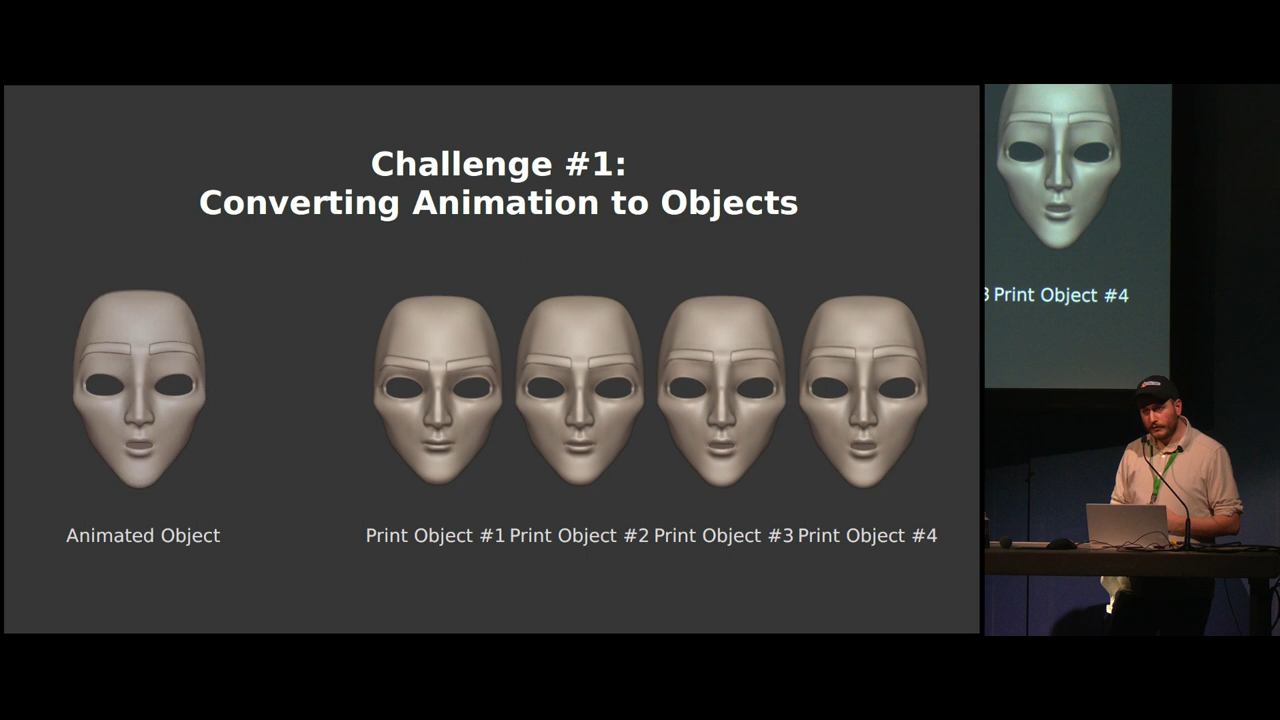 Challenge #1:
Converting Animation to Objects
Animated Object
Print Object #1
Print Object #2
Print Object #3
Print Object #4
3 Print Object #4